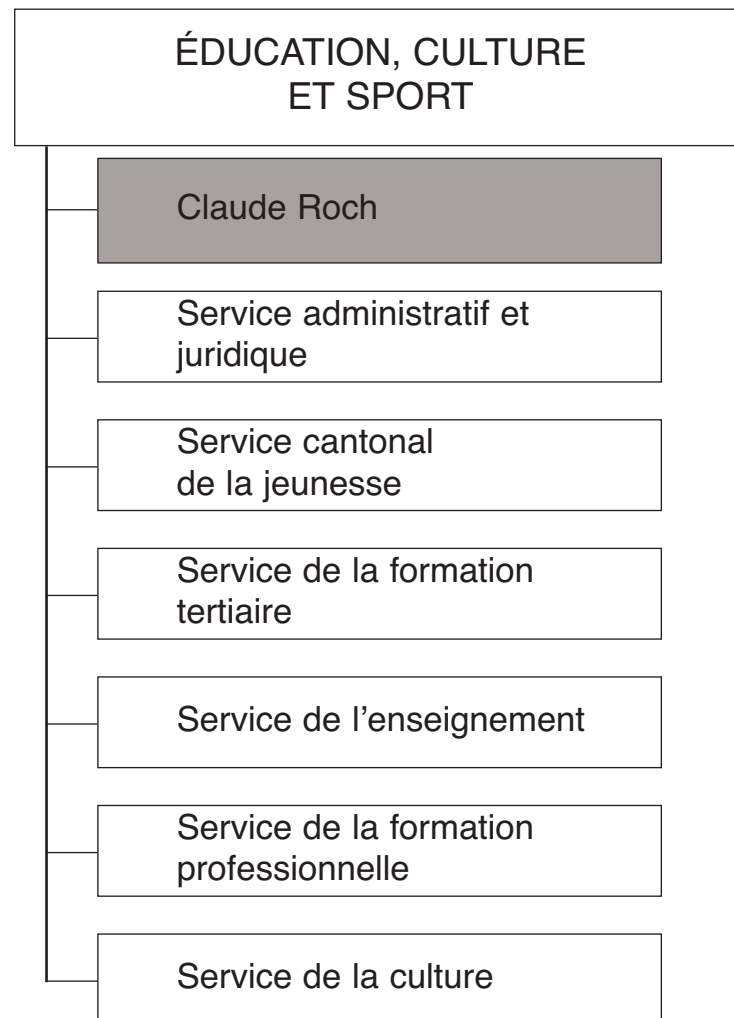 ÉDUCATION, CULTURE
ET SPORT
Claude Roch
Service administratif et
juridique
Service cantonal
de la jeunesse
Service de la formation
tertiaire
Service de l'enseignement
Service de la formation
professionnelle
Service de la culture